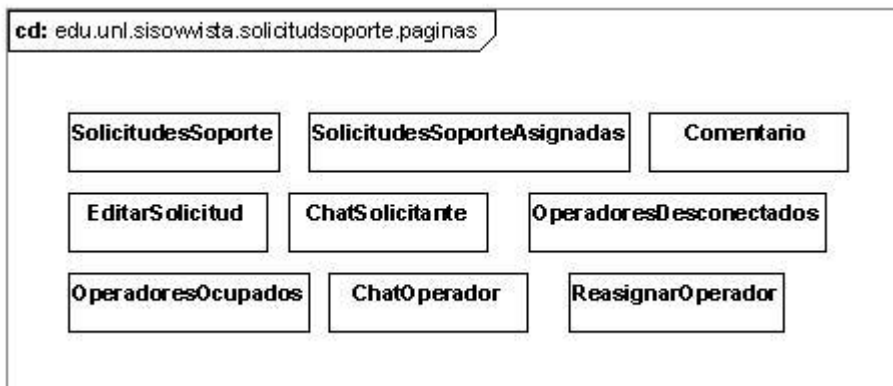 cd: edu.unl.sisowvista.solicitudsoporte.paginas
SolicitudesSoporte
SolicitudesSoporteAsignadas
Comentario
EditarSolicitud
ChatSolicitante
OperadoresDesconectados
OperadoresOcupados
ChatOperador
ReasignarOperador